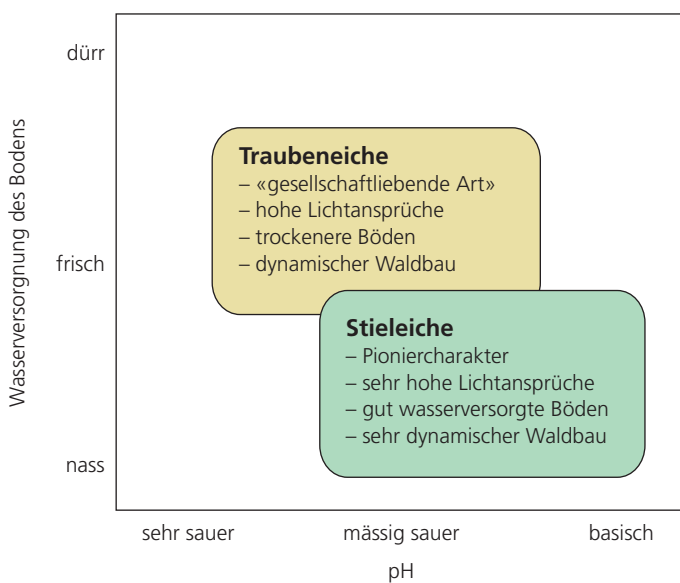 Wasserversorgnung des Bodens
dürr
frisch
nass
Traubeneiche
– «gesellschaftliebende Art»
– hohe Lichtansprüche
– trockenere Böden
– dynamischer Waldbau
Stieleiche
– Pioniercharakter
– sehr hohe Lichtansprüche
– gut wasserversorgte Böden
– sehr dynamischer Waldbau
sehr sauer mässig sauer basisch
pH